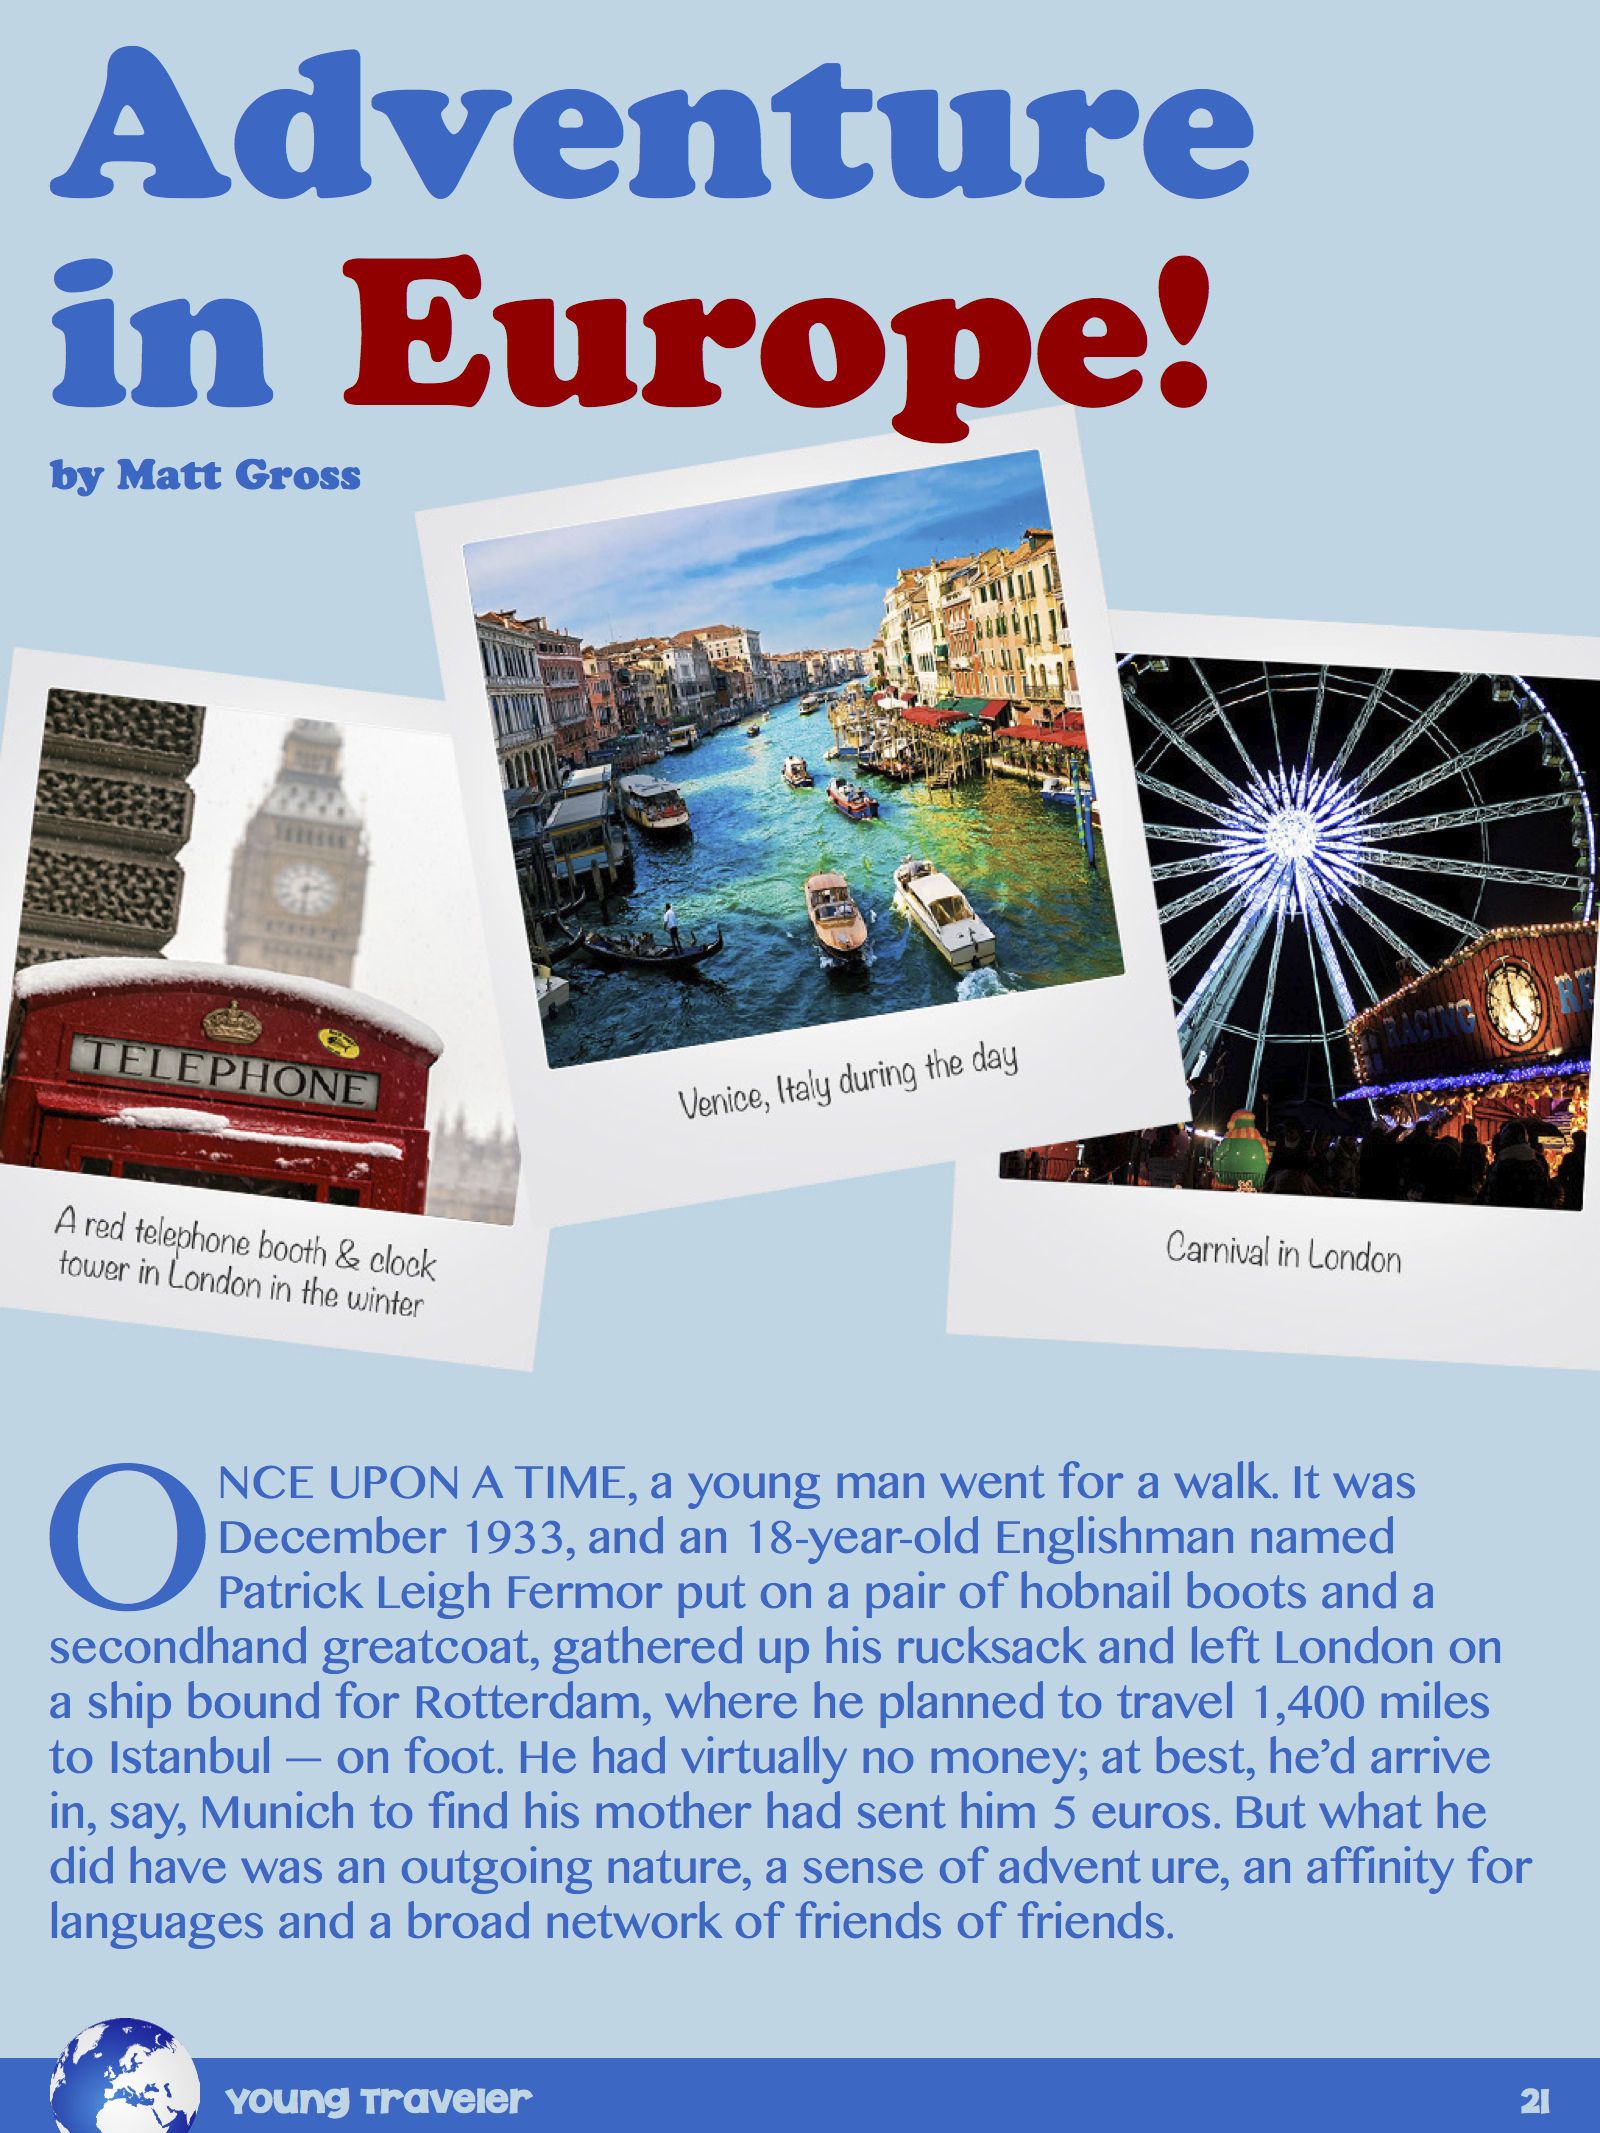 Adventure
in Europe!
by Matt Gross
TELEPHONE
A red telephone booth & clock
tower in London in the winter
Venice, Italy during the day
RACING
RE
Carnival in London
ONCE UPON A TIME, a young man went for a walk. It was
December 1933, and an 18-year-old Englishman named
Patrick Leigh Fermor put on a pair of hobnail boots and a
secondhand greatcoat, gathered up his rucksack and left London on
a ship bound for Rotterdam, where he planned to travel 1,400 miles
to Istanbul — on foot. He had virtually no money; at best, he’d arrive
in, say, Munich to find his mother had sent him 5 euros. But what he
did have was an outgoing nature, a sense of advent ure, an affinity for
languages and a broad network of friends of friends.
Young Traveler
21